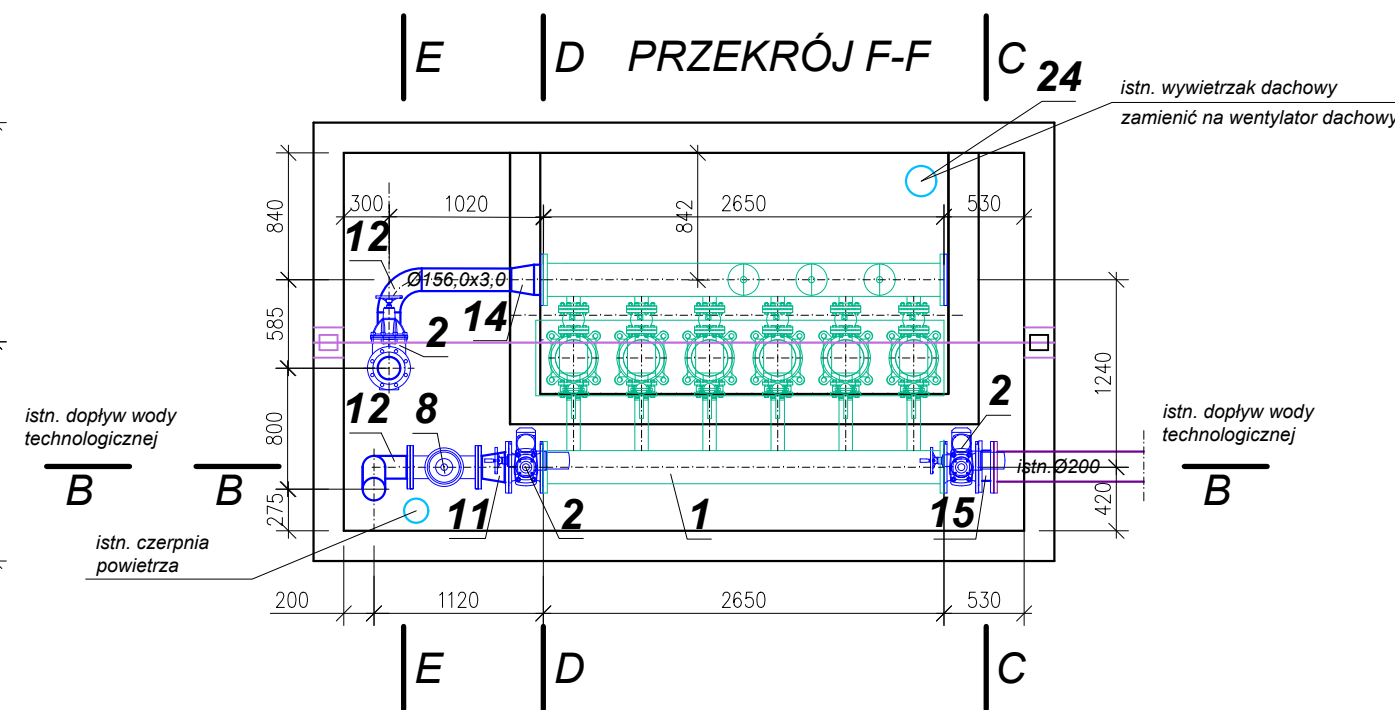 E
D
PRZEKRÓJ F-F
C
24
istn. wywietrzak dachowy
zamienić na wentylator dachowy
840
300
1020
842
2650
530
12
Ø156,0x3,0
14
2
585
1240
istn. dopływ wody
technologicznej
12
8
800
2
istn. dopływ wody
technologicznej
istn.Ø200
B
B
B
275
11
2
1
15
420
istn. czerpnia
powietrza
200
1120
2650
530
E
D
C